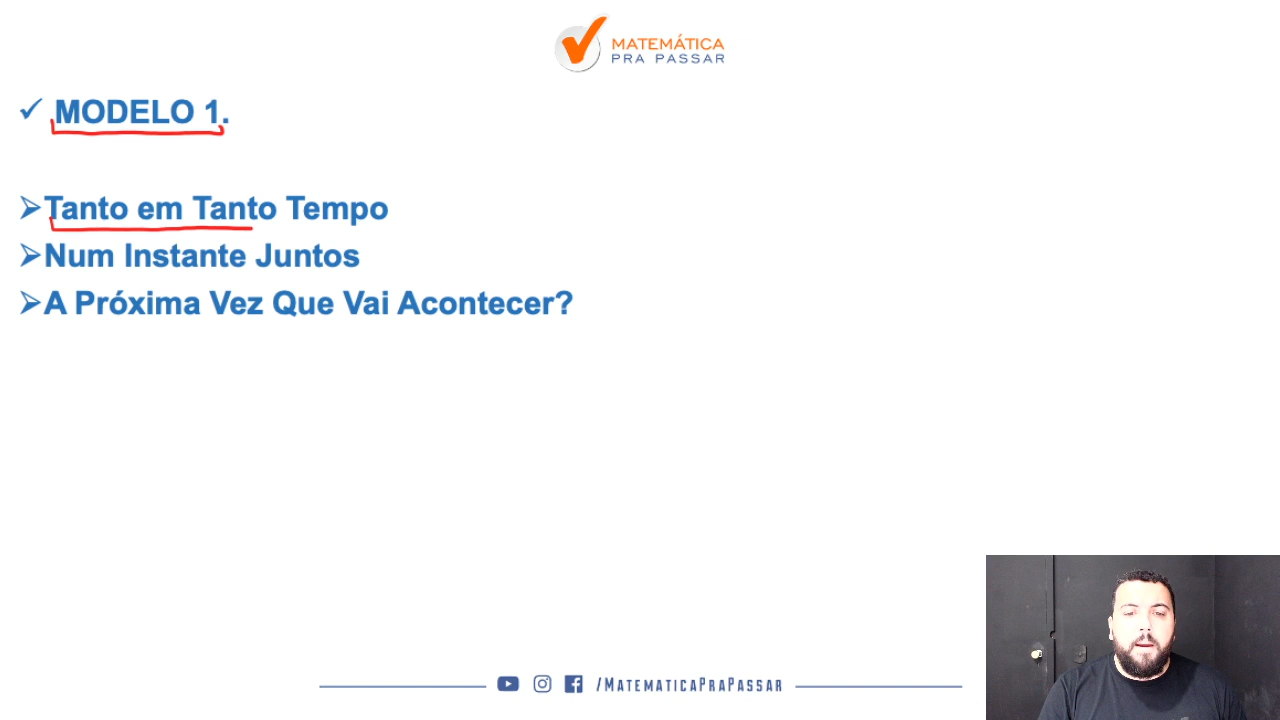 MATEMÁTICA
PRA PASSAR
MODELO 1.
Tanto em Tanto Tempo
Num Instante Juntos
A Próxima Vez Que Vai Acontecer?
/MATEMATICAPRAPASSAR